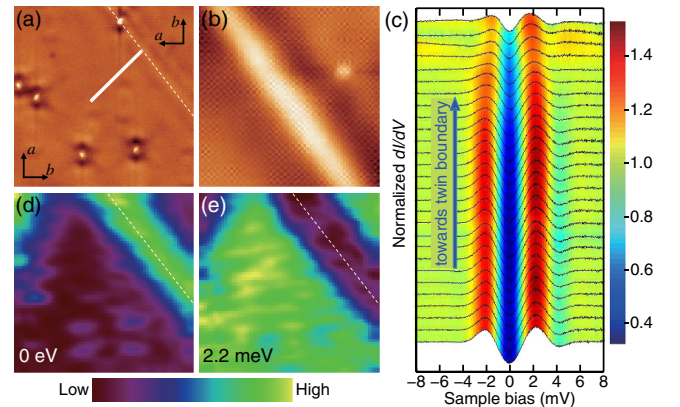 (a)
b
a
a
b
(b)
(c)
Normalized dI/dV
towards twin boundary
1.4
1.2
1.0
0.8
0.6
0.4
−8 −6 −4 −2 0 2 4 6 8
Sample bias (mV)
(d)
0 eV
(e)
2.2 meV
Low
High